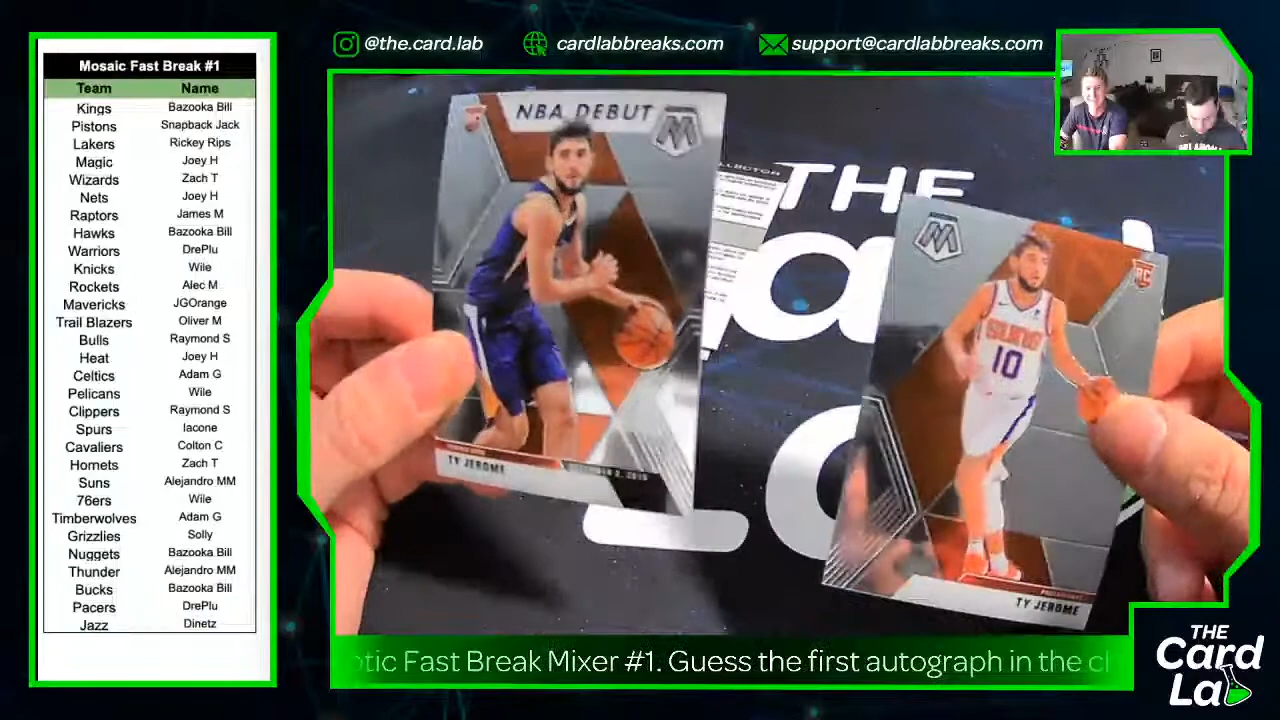 @the.card.lab
cardlabbreaks.com
support@cardlabbreaks.com
Mosaic Fast Break #1
Team Name
Kings Bazooka Bill
Pistons Snapback Jack
Lakers Rickey Rips
Magic Joey H
Wizards Zach T
Nets Joey H
Raptors James M
Hawks Bazooka Bill
Warriors DrePlu
Knicks Wile
Rockets Alec M
Mavericks JGOrange
Trail Blazers Oliver M
Bulls Raymond S
Heat Joey H
Celtics Adam G
Pelicans Wile
Clippers Raymond S
Spurs Iacone
Cavaliers Colton C
Hornets Zach T
Suns Alejandro MM
76ers Wile
Timberwolves Adam G
Grizzlies Solly
Nuggets Bazooka Bill
Thunder Alejandro MM
Bucks Bazooka Bill
Pacers DrePlu
Jazz Dinetz
NBA DEBUT
M
TY JEROME
THE
M
RC
SUNS
10
TY JEROME
otic Fast Break Mixer #1. Guess the first autograph in the c
THE
Card
Lab